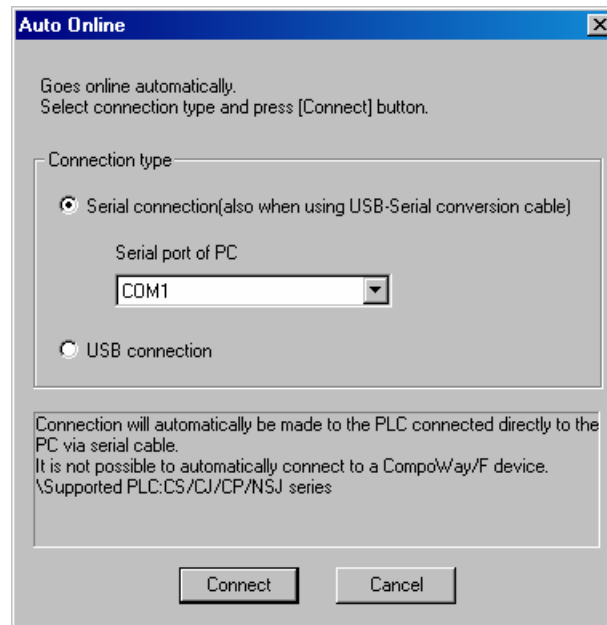 Auto Online
Goes online automatically.
Select connection type and press [Connect] button.
Connection type
Serial connection(also when using USB-Serial conversion cable)
Serial port of PC
COM1
USB connection
Connection will automatically be made to the PLC connected directly to the
PC via serial cable.
It is not possible to automatically connect to a CompoWay/F device.
\Supported PLC:CS/CJ/CP/NSJ series
Connect
Cancel